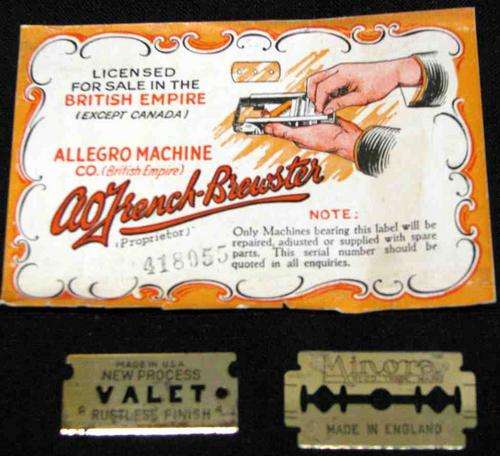 LICENSED
FOR SALE IN THE
BRITISH EMPIRE
(EXCEPT CANADA)
ALLEGRO MACHINE
CO. (British Empire)
AO French-Brewster
(Proprietor)
418055
NOTE:
Only Machines bearing this label will be
repaired, adjusted or supplied with spare
parts. This serial number should be
quoted in all enquiries.
MADE IN U.S.A.
NEW PROCESS
VALET
RUSTLESS FINISH
Minora
MADE IN ENGLAND